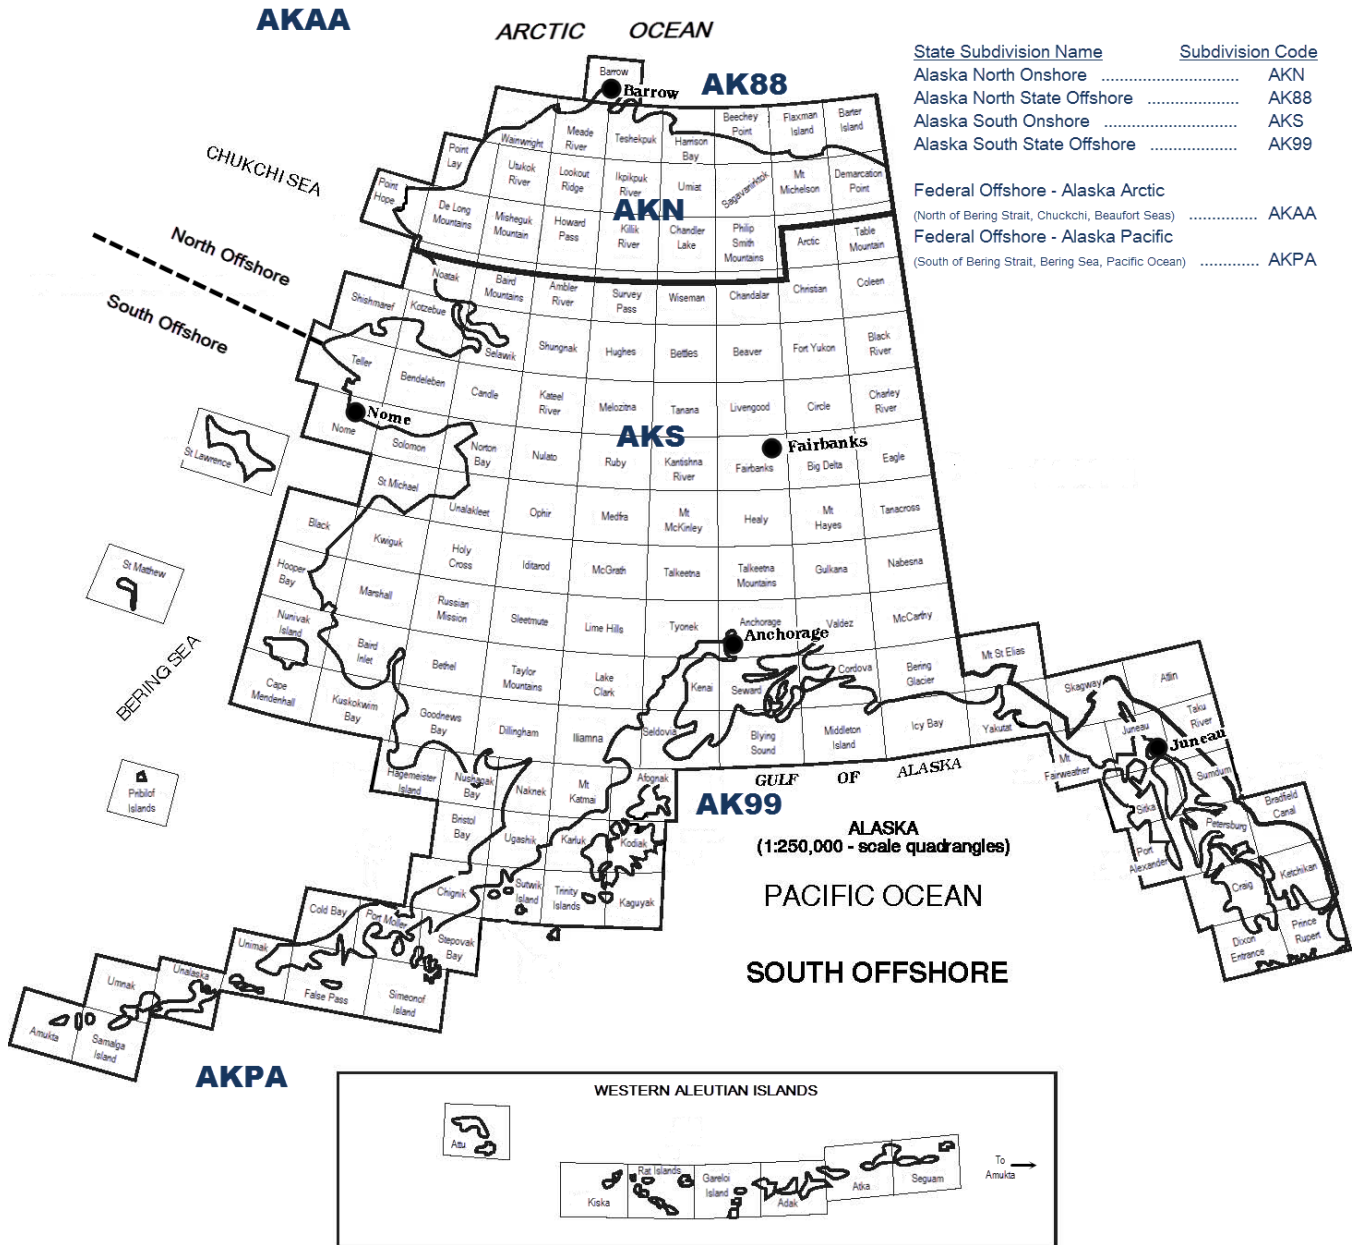 AKAA
ARCTIC OCEAN
State Subdivision Name Subdivision Code
Alaska North Onshore .............................. AKN
Alaska North State Offshore .................... AK88
Alaska South Onshore ............................. AKS
Alaska South State Offshore ................... AK99
Federal Offshore - Alaska Arctic
(North of Bering Strait, Chuckchi, Beaufort Seas) ............... AKAA
Federal Offshore - Alaska Pacific
(South of Bering Strait, Bering Sea, Pacific Ocean) ............. AKPA
Barrow
Barrow
AK88
Wainwright
Meade
River
Teshekpuk
Harrison
Bay
Beechey
Point
Flaxman
Island
Barter
Island
CHUKCHI SEA
Point
Lay
Utukok
River
Lookout
Ridge
Ikpikpuk
River
Umiat
Sagavanirktok
Mt
Michelson
Demarcation
Point
Point
Hope
De Long
Mountains
Misheguk
Mountain
Howard
Pass
AKN
Killik
River
Chandler
Lake
Philip
Smith
Mountains
Arctic
Table
Mountain
North Offshore
South Offshore
Noatak
Baird
Mountains
Ambler
River
Survey
Pass
Wiseman
Chandalar
Christian
Coleen
Shishmaref
Kotzebue
Selawik
Shungnak
Hughes
Bettles
Beaver
Fort Yukon
Black
River
Teller
Bendeleben
Candle
Kateel
River
Melozitna
Tanana
Livengood
Circle
Charley
River
Nome
Nome
Solomon
Norton
Bay
Nulato
AKS
Ruby
Kantishna
River
Fairbanks
Fairbanks
Big Delta
Eagle
St Lawrence
St Michael
Unalakleet
Ophir
Medfra
Mt
McKinley
Healy
Mt
Hayes
Tanacross
Black
Kwiguk
Holy
Cross
Iditarod
McGrath
Talkeetna
Talkeetna
Mountains
Gulkana
Nabesna
St Mathew
Hooper
Bay
Marshall
Russian
Mission
Sleetmute
Lime Hills
Tyonek
Anchorage
Anchorage
Valdez
McCarthy
Nunivak
Island
Baird
Inlet
Bethel
Taylor
Mountains
Lake
Clark
Kenai
Seward
Cordova
Bering
Glacier
Mt St Elias
BERING SEA
Cape
Mendenhall
Kuskokwim
Bay
Goodnews
Bay
Dillingham
Iliamna
Seldovia
Blying
Sound
Middleton
Island
Icy Bay
Yakutat
Skagway
Atlin
Juneau
Taku
River
Juneau
Mt
Fairweather
Sumdum
Pribilof
Islands
Hagemeister
Island
Nushagak
Bay
Naknek
Mt
Katmai
Afognak
GULF OF ALASKA
AK99
Sitka
Petersburg
Bradfield
Canal
Bristol
Bay
Ugashik
Karluk
Kodiak
ALASKA
(1:250,000 - scale quadrangles)
Port
Alexander
Craig
Ketchikan
Chignik
Sutwik
Island
Trinity
Islands
Kaguyak
PACIFIC OCEAN
Dixon
Entrance
Prince
Rupert
Cold Bay
Port Moller
Stepovak
Bay
SOUTH OFFSHORE
Unimak
False Pass
Simeonof
Island
Umnak
Unalaska
Amukta
Samalga
Island
AKPA
WESTERN ALEUTIAN ISLANDS
Attu
Kiska
Rat Islands
Gareloi
Island
Adak
Atka
Seguam
To
Amukta